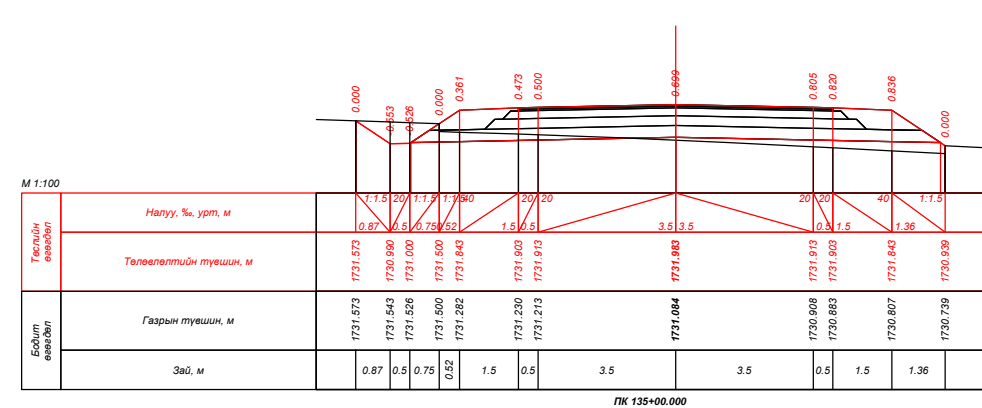 0.000 0.653 0.526 0.000 0.361 0.473 0.500 0.699 0.805 0.820 0.836 0.000
М 1:100
Төслийн өгөгдөл
Налуу, ‰, урт, м
1:1.5 20 1:1.5 1:1.5 40 20 20 20 20 40 1:1.5
0.87 0.5 0.75 0.52 1.5 0.5 3.5 3.5 0.5 1.5 1.36
Төлөвлөлтийн түвшин, м
1731.573 1730.990 1731.000 1731.500 1731.843 1731.903 1731.913 1731.983 1731.913 1731.903 1731.843 1730.939
Бодит өгөгдөл
Газрын түвшин, м
1731.573 1731.543 1731.526 1731.500 1731.282 1731.230 1731.213 1731.084 1730.908 1730.883 1730.807 1730.739
Зай, м
0.87 0.5 0.75 0.52 1.5 0.5 3.5 3.5 0.5 1.5 1.36
ПК 135+00.000